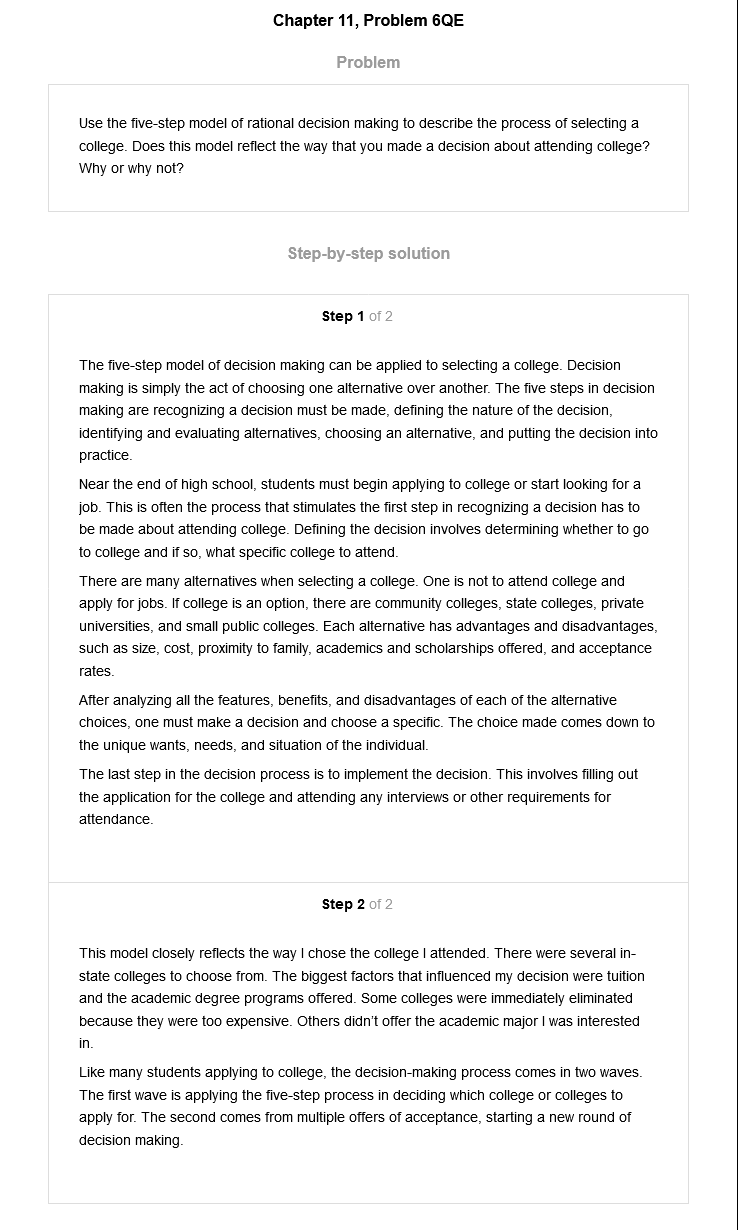 Chapter 11, Problem 6QE
Problem
Use the five-step model of rational decision making to describe the process of selecting a
college. Does this model reflect the way that you made a decision about attending college?
Why or why not?
Step-by-step solution
Step 1 of 2
The five-step model of decision making can be applied to selecting a college. Decision
making is simply the act of choosing one alternative over another. The five steps in decision
making are recognizing a decision must be made, defining the nature of the decision,
identifying and evaluating alternatives, choosing an alternative, and putting the decision into
practice.
Near the end of high school, students must begin applying to college or start looking for a
job. This is often the process that stimulates the first step in recognizing a decision has to
be made about attending college. Defining the decision involves determining whether to go
to college and if so, what specific college to attend.
There are many alternatives when selecting a college. One is not to attend college and
apply for jobs. If college is an option, there are community colleges, state colleges, private
universities, and small public colleges. Each alternative has advantages and disadvantages,
such as size, cost, proximity to family, academics and scholarships offered, and acceptance
rates.
After analyzing all the features, benefits, and disadvantages of each of the alternative
choices, one must make a decision and choose a specific. The choice made comes down to
the unique wants, needs, and situation of the individual.
The last step in the decision process is to implement the decision. This involves filling out
the application for the college and attending any interviews or other requirements for
attendance.
Step 2 of 2
This model closely reflects the way I chose the college I attended. There were several in-
state colleges to choose from. The biggest factors that influenced my decision were tuition
and the academic degree programs offered. Some colleges were immediately eliminated
because they were too expensive. Others didn't offer the academic major I was interested
in.
Like many students applying to college, the decision-making process comes in two waves.
The first wave is applying the five-step process in deciding which college or colleges to
apply for. The second comes from multiple offers of acceptance, starting a new round of
decision making.